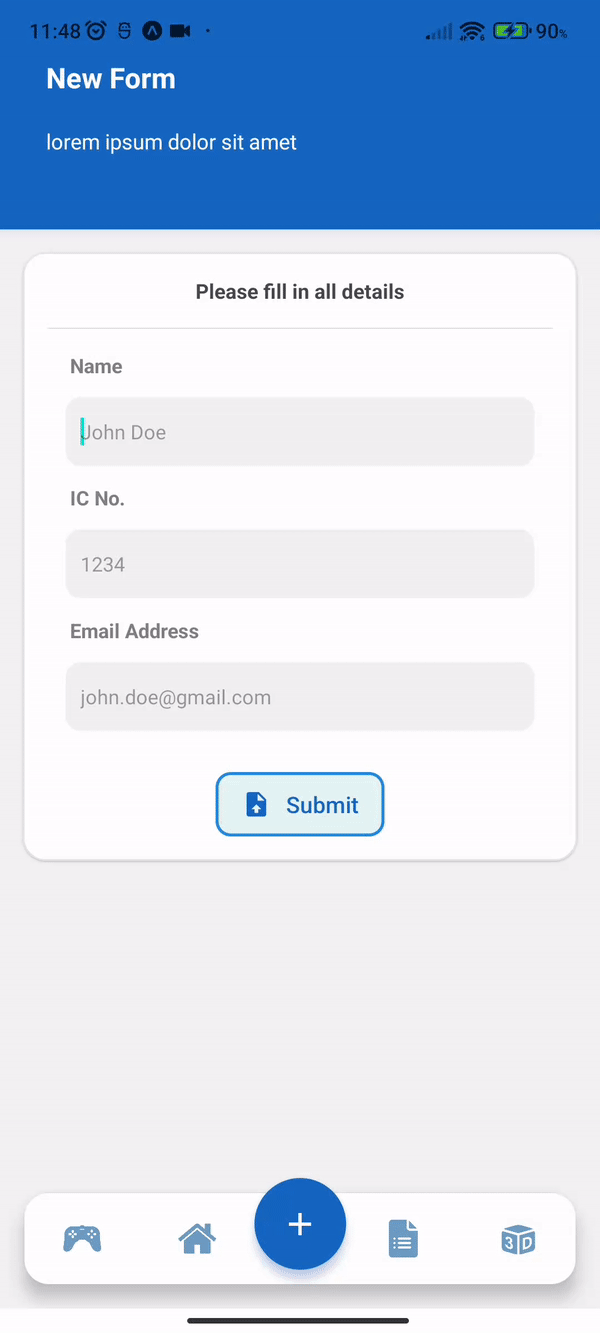 11:48 90%
New Form
lorem ipsum dolor sit amet
Please fill in all details
Name
John Doe
IC No.
1234
Email Address
john.doe@gmail.com
Submit
+
3D